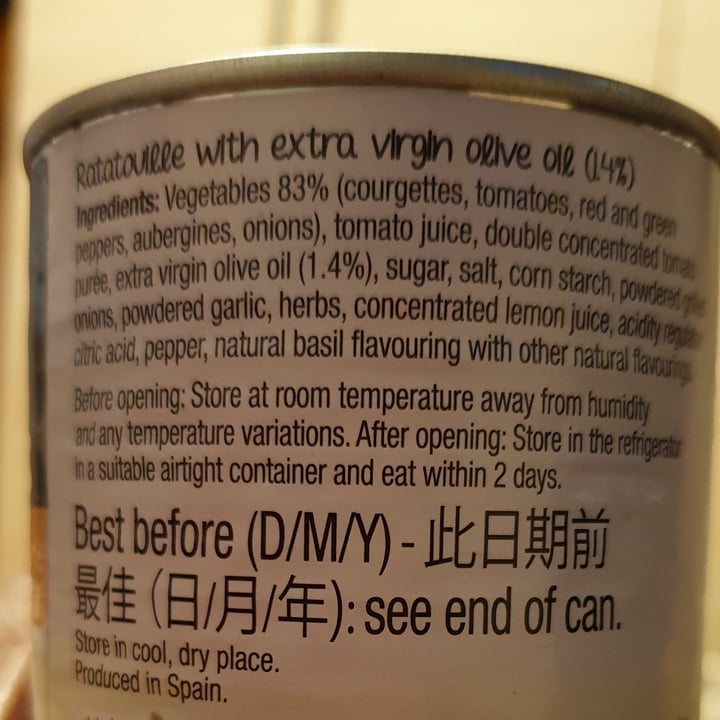 Ratatouille with extra virgin olive oil (1.4%)
Ingredients: Vegetables 83% (courgettes, tomatoes, red and green
peppers, aubergines, onions), tomato juice, double concentrated tomato
purée, extra virgin olive oil (1.4%), sugar, salt, corn starch, powdered
onions, powdered garlic, herbs, concentrated lemon juice, acidity
citric acid, pepper, natural basil flavouring with other natural flavourings.
Before opening: Store at room temperature away from humidity
and any temperature variations. After opening: Store in the refrigerator
in a suitable airtight container and eat within 2 days.
Best before (D/M/Y) - 此日期前
最佳 (日/月/年): see end of can.
Store in cool, dry place.
Produced in Spain.